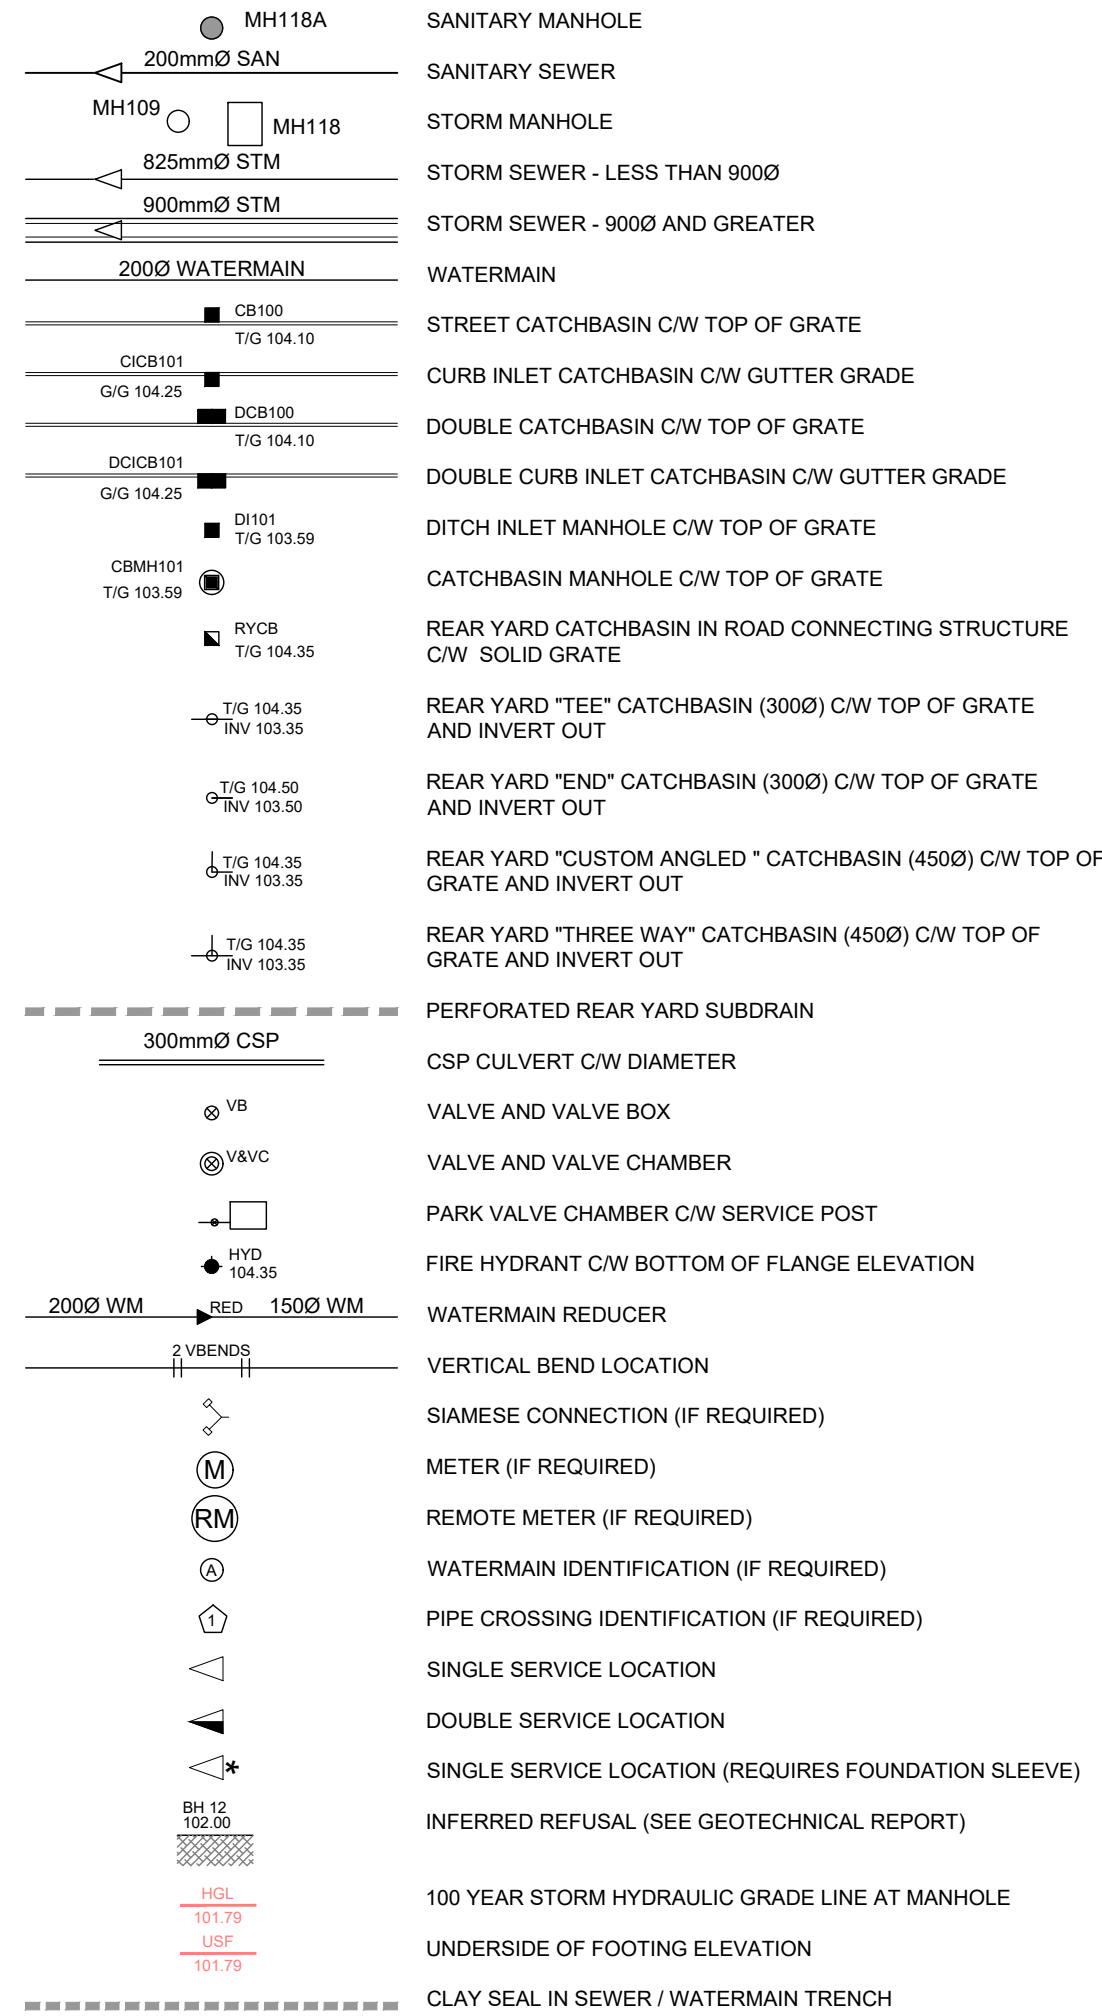 MH118A SANITARY MANHOLE
200mmØ SAN SANITARY SEWER
MH109 MH118 STORM MANHOLE
825mmØ STM STORM SEWER - LESS THAN 900Ø
900mmØ STM STORM SEWER - 900Ø AND GREATER
200Ø WATERMAIN WATERMAIN
CB100
T/G 104.10
STREET CATCHBASIN C/W TOP OF GRATE
CICB101
G/G 104.25
CURB INLET CATCHBASIN C/W GUTTER GRADE
DCB100
T/G 104.10
DOUBLE CATCHBASIN C/W TOP OF GRATE
DCICB101
G/G 104.25
DOUBLE CURB INLET CATCHBASIN C/W GUTTER GRADE
DI101
T/G 103.59
DITCH INLET MANHOLE C/W TOP OF GRATE
CBMH101
T/G 103.59
CATCHBASIN MANHOLE C/W TOP OF GRATE
RYCB
T/G 104.35
REAR YARD CATCHBASIN IN ROAD CONNECTING STRUCTURE
C/W SOLID GRATE
T/G 104.35
INV 103.35
REAR YARD "TEE" CATCHBASIN (300Ø) C/W TOP OF GRATE
AND INVERT OUT
T/G 104.50
INV 103.50
REAR YARD "END" CATCHBASIN (300Ø) C/W TOP OF GRATE
AND INVERT OUT
T/G 104.35
INV 103.35
REAR YARD "CUSTOM ANGLED " CATCHBASIN (450Ø) C/W TOP OF
GRATE AND INVERT OUT
T/G 104.35
INV 103.35
REAR YARD "THREE WAY" CATCHBASIN (450Ø) C/W TOP OF
GRATE AND INVERT OUT
PERFORATED REAR YARD SUBDRAIN
300mmØ CSP CSP CULVERT C/W DIAMETER
VB VALVE AND VALVE BOX
V&VC VALVE AND VALVE CHAMBER
PARK VALVE CHAMBER C/W SERVICE POST
HYD
104.35
FIRE HYDRANT C/W BOTTOM OF FLANGE ELEVATION
200Ø WM RED 150Ø WM WATERMAIN REDUCER
2 VBENDS VERTICAL BEND LOCATION
SIAMESE CONNECTION (IF REQUIRED)
M METER (IF REQUIRED)
RM REMOTE METER (IF REQUIRED)
A WATERMAIN IDENTIFICATION (IF REQUIRED)
1 PIPE CROSSING IDENTIFICATION (IF REQUIRED)
SINGLE SERVICE LOCATION
DOUBLE SERVICE LOCATION
* SINGLE SERVICE LOCATION (REQUIRES FOUNDATION SLEEVE)
BH 12
102.00
INFERRED REFUSAL (SEE GEOTECHNICAL REPORT)
HGL
101.79
100 YEAR STORM HYDRAULIC GRADE LINE AT MANHOLE
USF
101.79
UNDERSIDE OF FOOTING ELEVATION
CLAY SEAL IN SEWER / WATERMAIN TRENCH